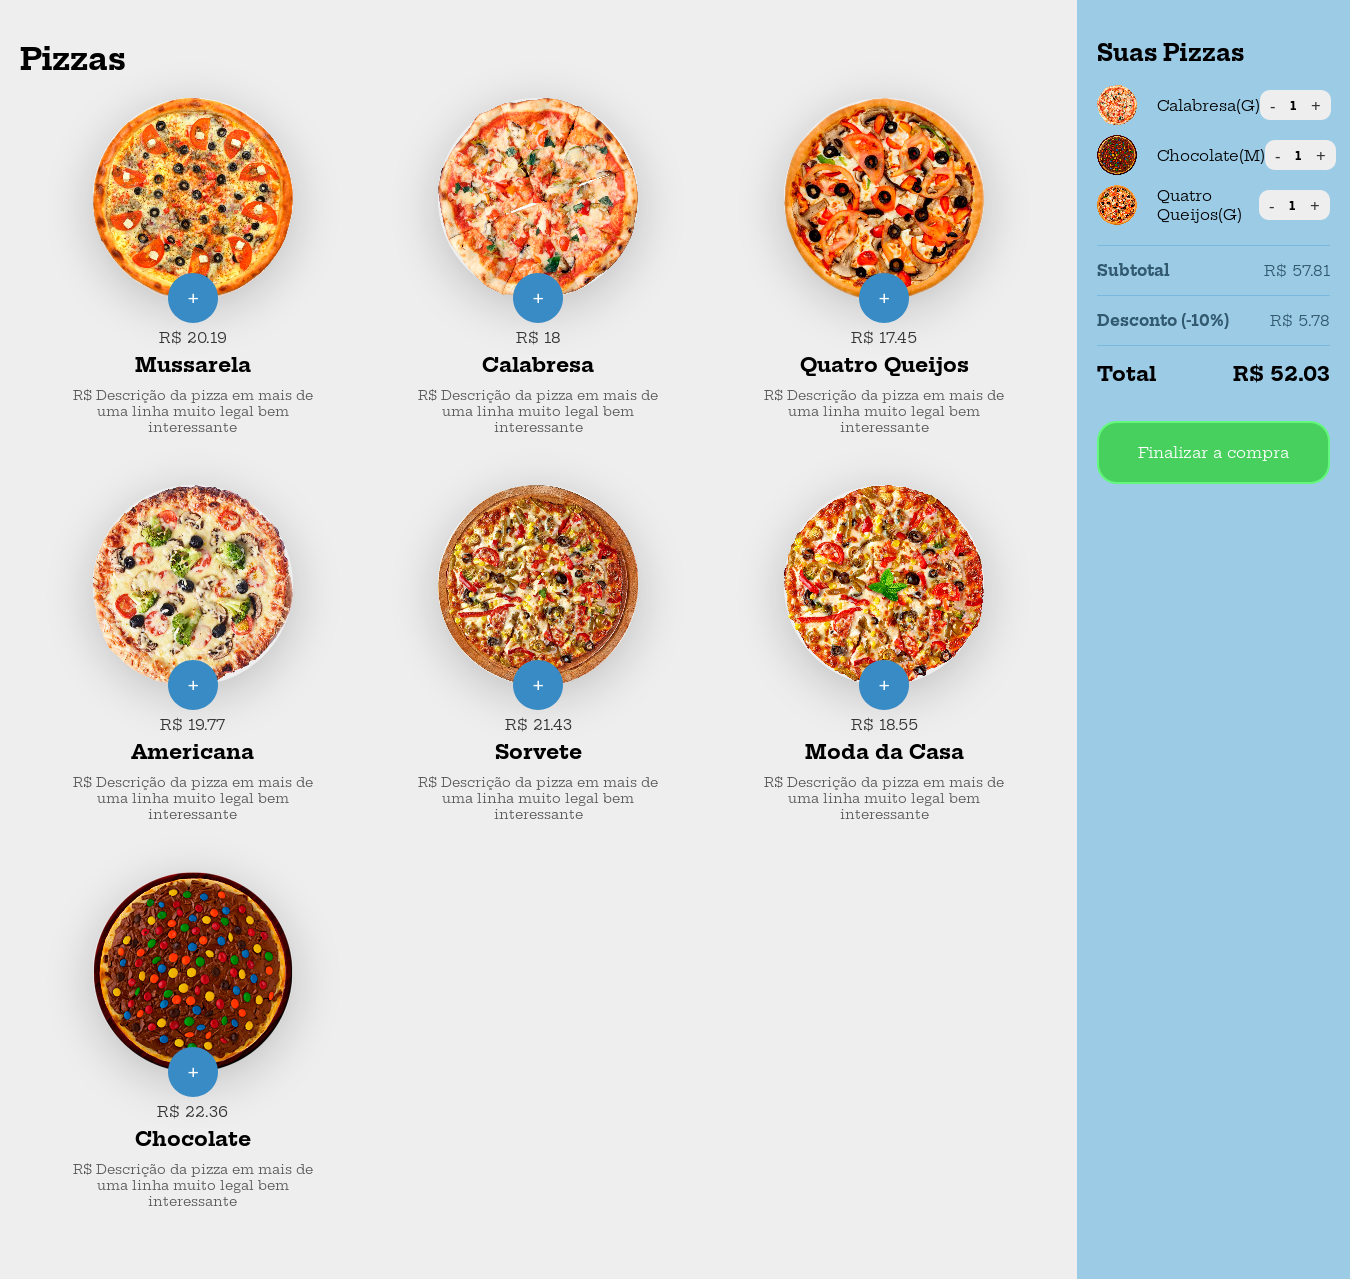 Pizzas
+
R$ 20.19
Mussarela
R$ Descrição da pizza em mais de
uma linha muito legal bem
interessante
+
R$ 18
Calabresa
R$ Descrição da pizza em mais de
uma linha muito legal bem
interessante
+
R$ 17.45
Quatro Queijos
R$ Descrição da pizza em mais de
uma linha muito legal bem
interessante
+
R$ 19.77
Americana
R$ Descrição da pizza em mais de
uma linha muito legal bem
interessante
+
R$ 21.43
Sorvete
R$ Descrição da pizza em mais de
uma linha muito legal bem
interessante
+
R$ 18.55
Moda da Casa
R$ Descrição da pizza em mais de
uma linha muito legal bem
interessante
+
R$ 22.36
Chocolate
R$ Descrição da pizza em mais de
uma linha muito legal bem
interessante
Suas Pizzas
Calabresa(G) - 1 +
Chocolate(M) - 1 +
Quatro
Queijos(G) - 1 +
Subtotal R$ 57.81
Desconto (-10%) R$ 5.78
Total R$ 52.03
Finalizar a compra